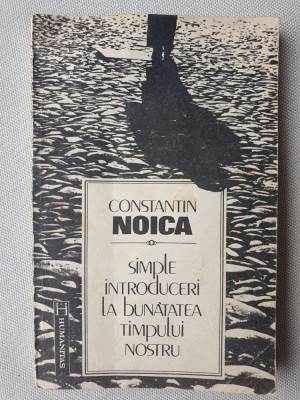 CONSTANTIN
NOICA
simple
introduceri
la bunătatea
timpului
nostru
HUMANITAS